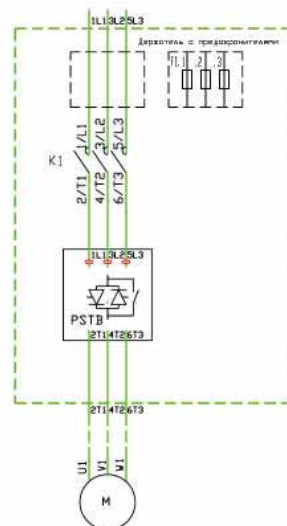 1L1 3L2 5L3
Держатель с предохранителями
F1.1 .2 .3
1/L1 3/L2 5/L3
K1
2/T1 4/T2 6/T3
1L1 3L2 5L3
PSTB
2T1 4T2 6T3
2T1 4T2 6T3
U1 V1 W1
M